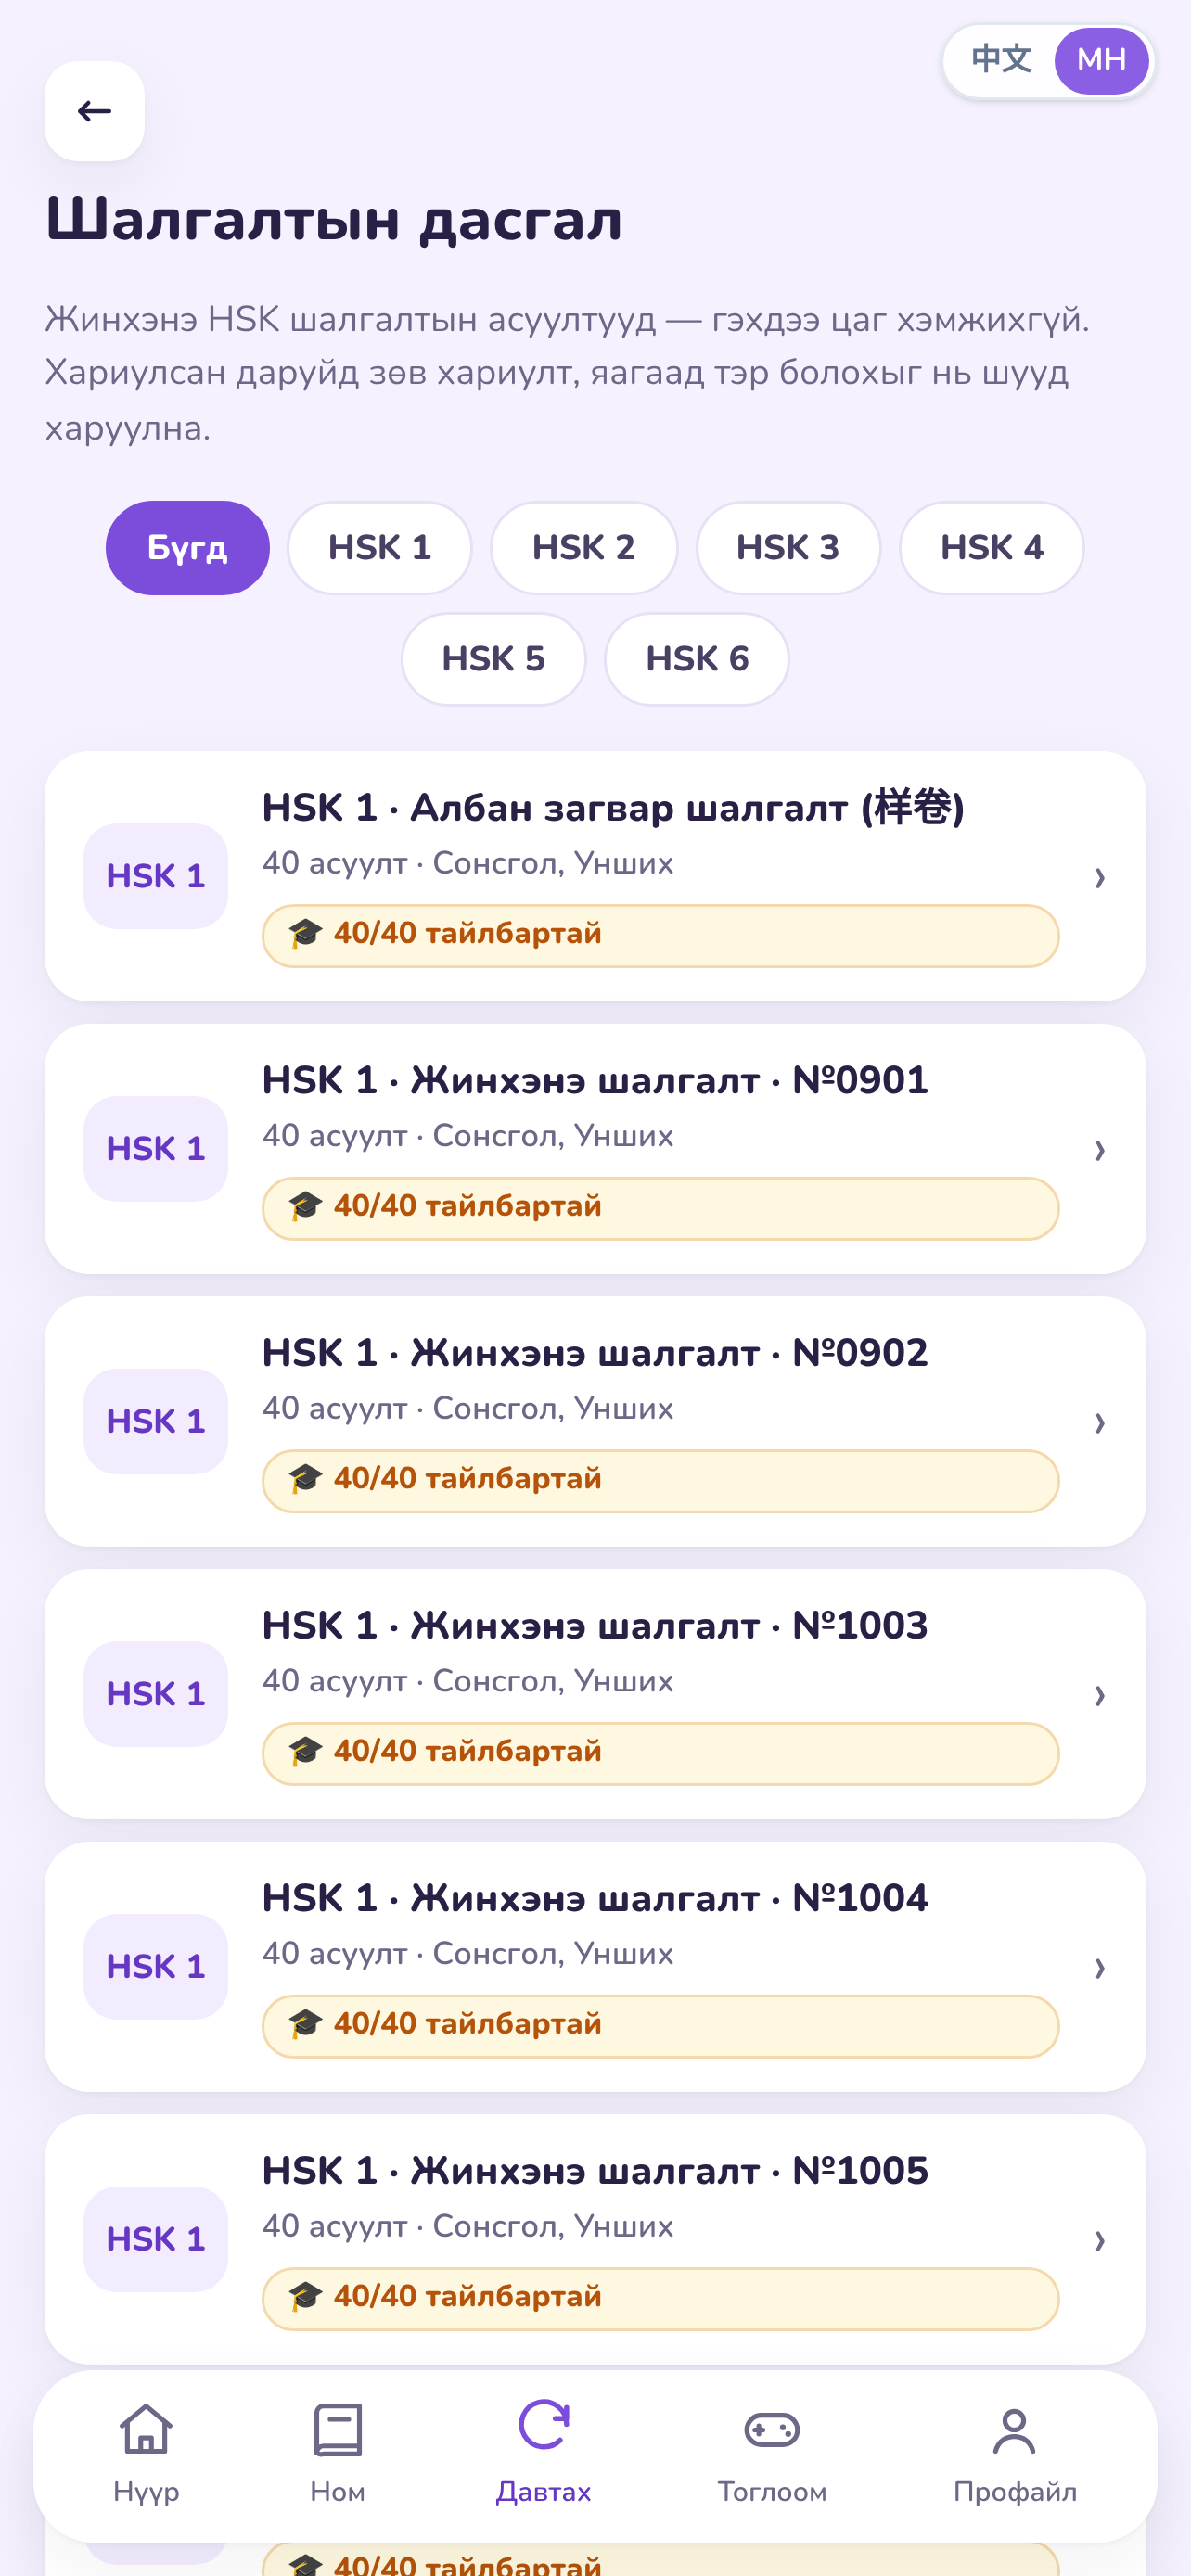 中文 МН
←
Шалгалтын дасгал
Жинхэнэ HSK шалгалтын асуултууд — гэхдээ цаг хэмжихгүй.
Хариулсан даруйд зөв хариулт, яагаад тэр болохыг нь шууд
харуулна.
Бүгд HSK 1 HSK 2 HSK 3 HSK 4
HSK 5 HSK 6
HSK 1 · Албан загвар шалгалт (样卷)
HSK 1
40 асуулт · Сонсгол, Унших
›
🎓 40/40 тайлбартай
HSK 1 · Жинхэнэ шалгалт · №0901
HSK 1
40 асуулт · Сонсгол, Унших
›
🎓 40/40 тайлбартай
HSK 1 · Жинхэнэ шалгалт · №0902
HSK 1
40 асуулт · Сонсгол, Унших
›
🎓 40/40 тайлбартай
HSK 1 · Жинхэнэ шалгалт · №1003
HSK 1
40 асуулт · Сонсгол, Унших
›
🎓 40/40 тайлбартай
HSK 1 · Жинхэнэ шалгалт · №1004
HSK 1
40 асуулт · Сонсгол, Унших
›
🎓 40/40 тайлбартай
HSK 1 · Жинхэнэ шалгалт · №1005
HSK 1
40 асуулт · Сонсгол, Унших
›
🎓 40/40 тайлбартай
Нүүр Ном Давтах Тоглоом Профайл
🎓 40/40 тайлбартай